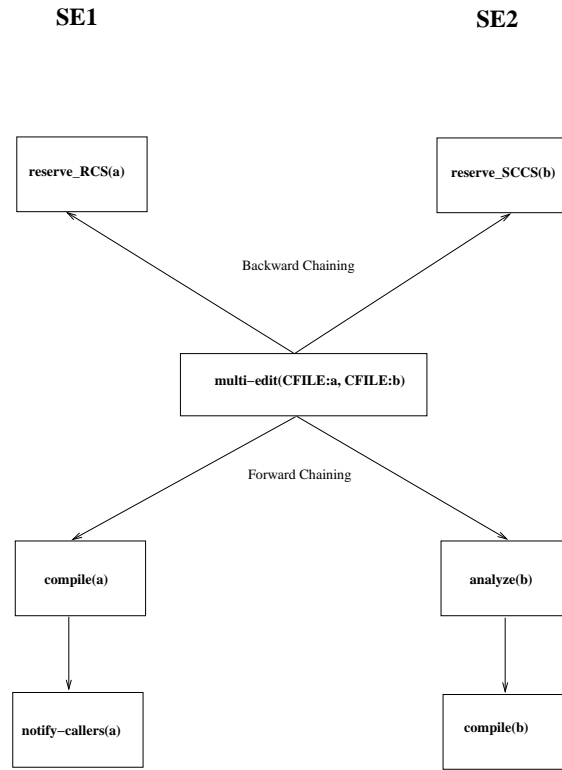 SE1
SE2
reserve_RCS(a)
reserve_SCCS(b)
Backward Chaining
multi−edit(CFILE:a, CFILE:b)
Forward Chaining
compile(a)
analyze(b)
notify−callers(a)
compile(b)